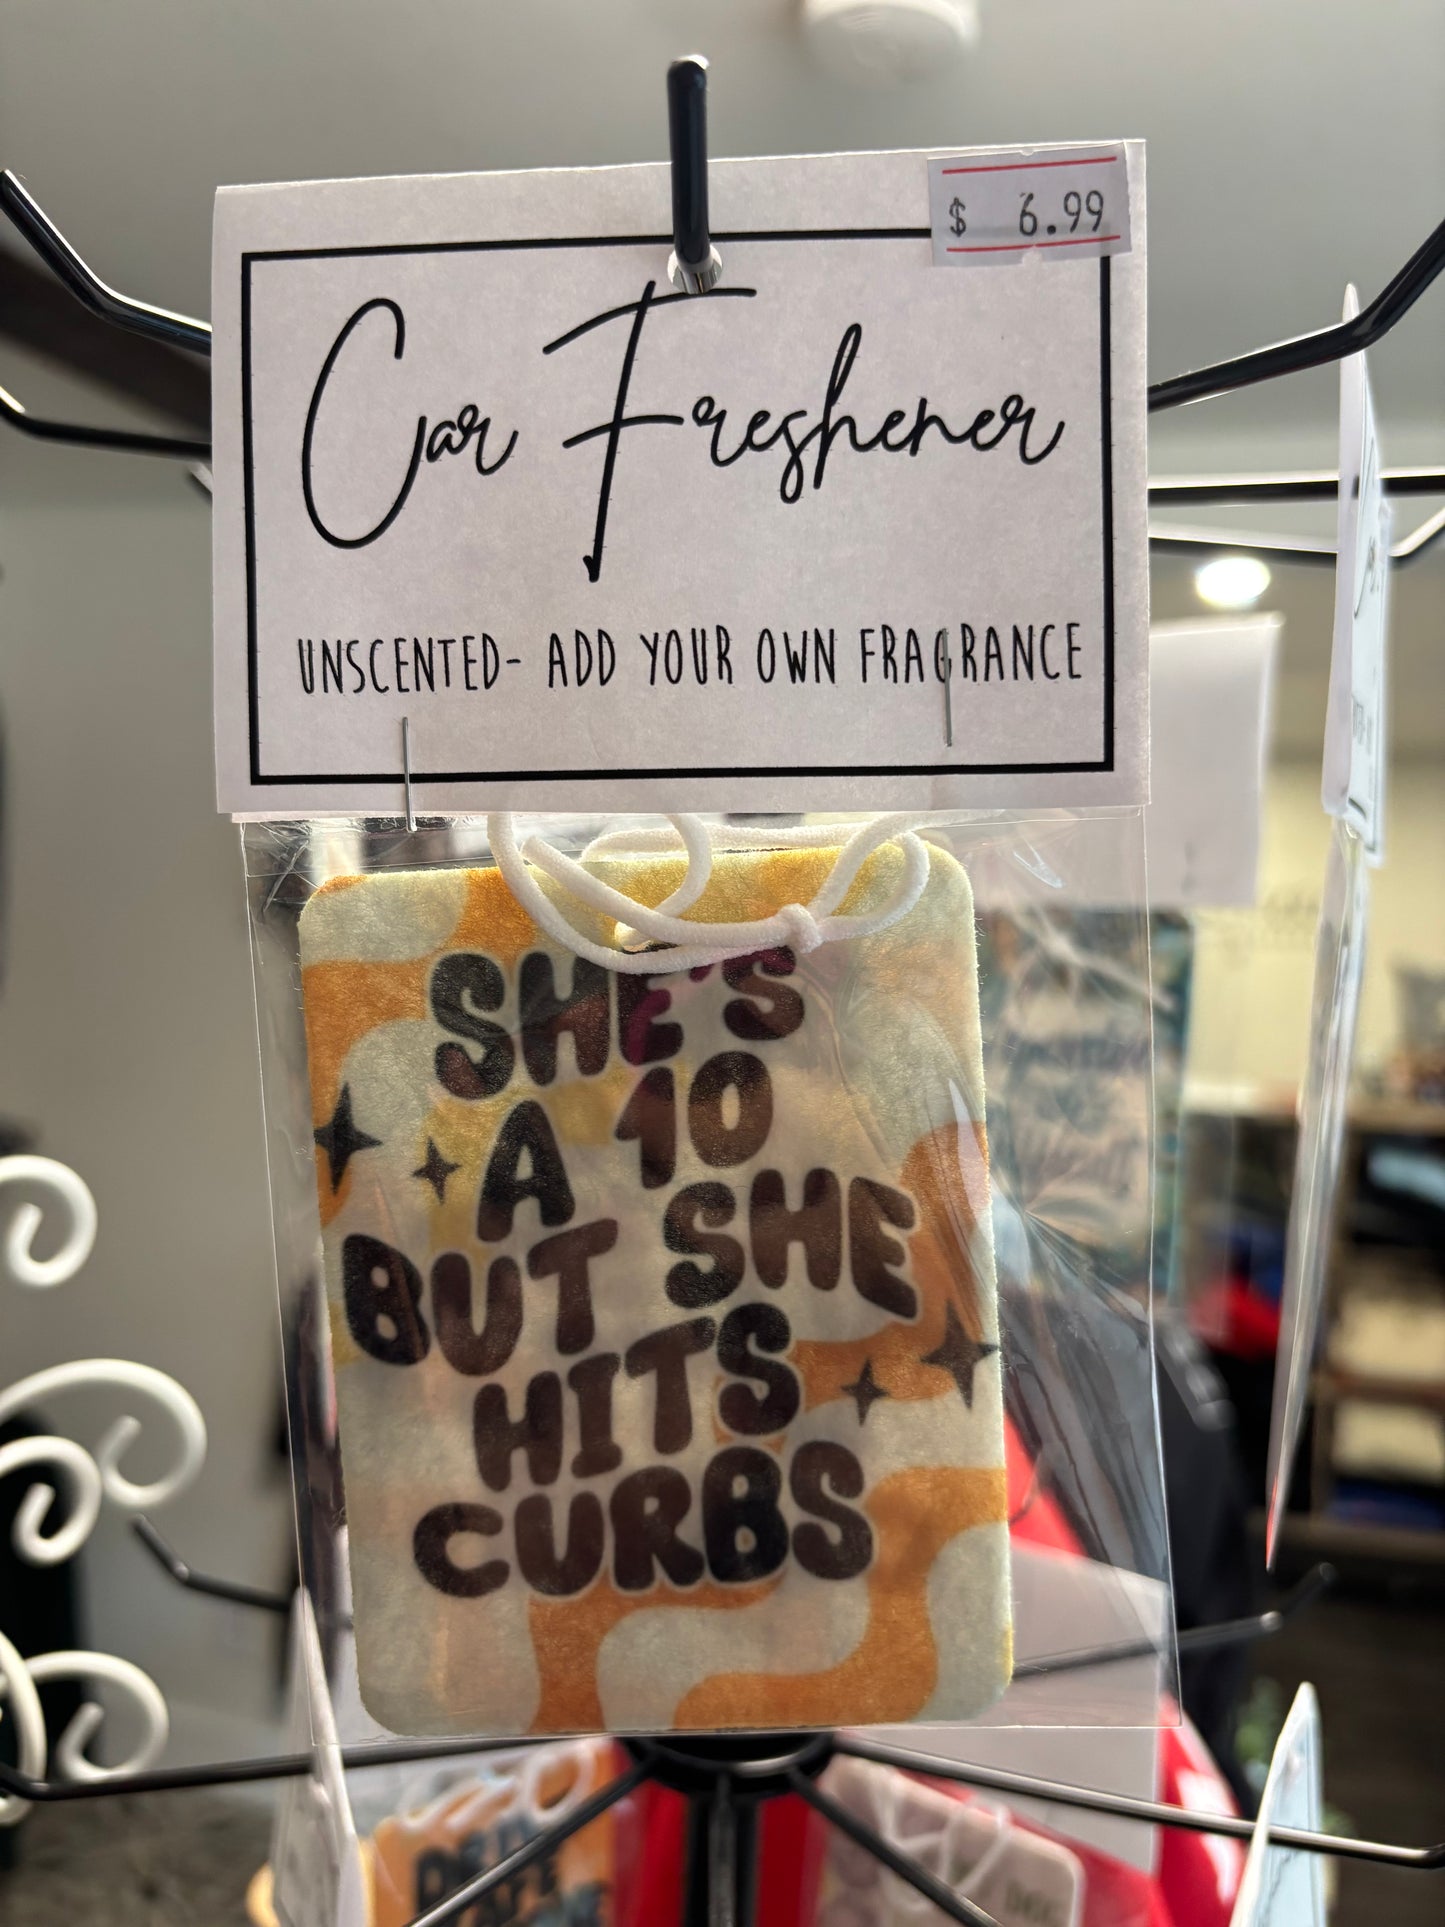 $ 6.99
Car Freshener
UNSCENTED- ADD YOUR OWN FRAGRANCE
SHE'S
A 10
BUT SHE
HITS
CURBS